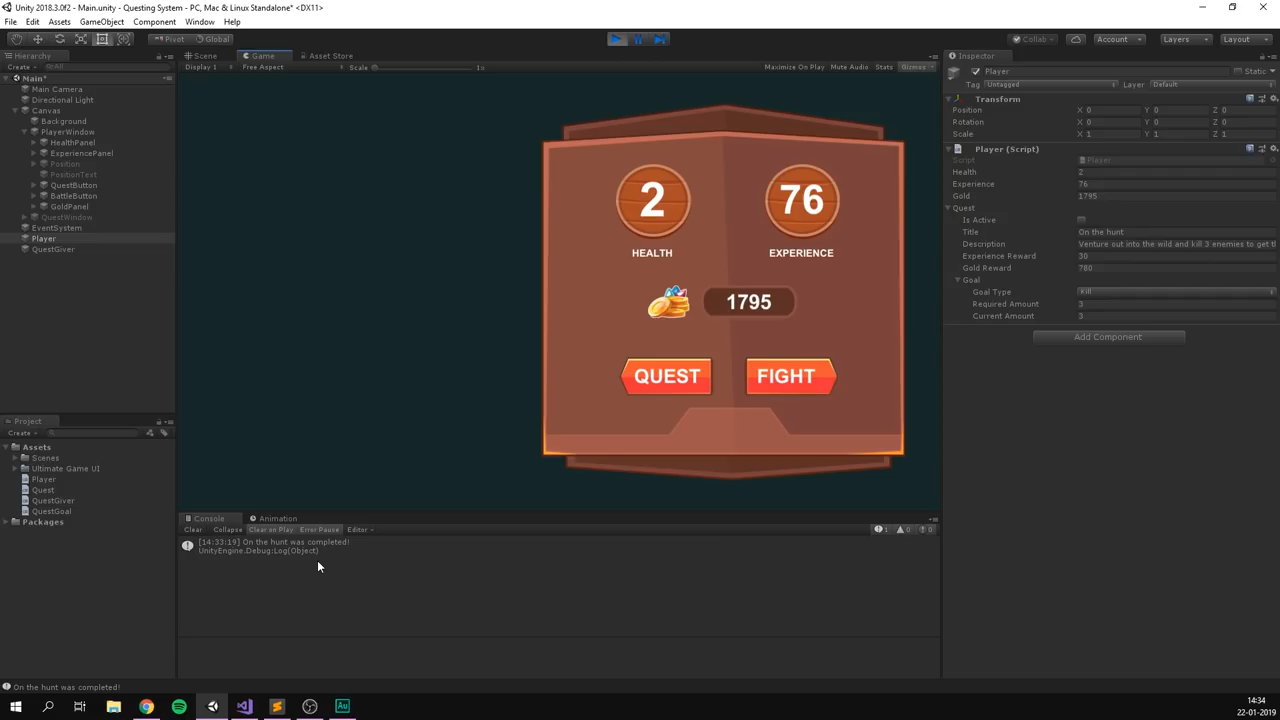 Unity 2018.3.0f2 - Main.unity - Questing System - PC, Mac & Linux Standalone* <DX11>
File Edit Assets GameObject Component Window Help
Pivot Global Collab Account Layers Layout
Hierarchy Scene Game Asset Store Inspector
Create All Display 1 Free Aspect Scale 1x Maximize On Play Mute Audio Stats Gizmos
Player Static
Tag Untagged Layer Default
Main*
Main Camera
Directional Light
Canvas
Background
PlayerWindow
HealthPanel
ExperiencePanel
Position
PositionText
QuestButton
BattleButton
GoldPanel
QuestWindow
EventSystem
Player
QuestGiver
2 76
HEALTH EXPERIENCE
1795
QUEST FIGHT
Transform
Position X 0 Y 0 Z 0
Rotation X 0 Y 0 Z 0
Scale X 1 Y 1 Z 1
Player (Script)
Script Player
Health 2
Experience 76
Gold 1795
Quest
Is Active
Title On the hunt
Description Venture out into the wild and kill 3 enemies to get t
Experience Reward 30
Gold Reward 780
Goal
Goal Type Kill
Required Amount 3
Current Amount 3
Add Component
Project
Create
Assets
Scenes
Ultimate Game UI
Player
Quest
QuestGiver
QuestGoal
Packages
Console Animation
Clear Collapse Clear on Play Error Pause Editor 1 0 0
[14:33:19] On the hunt was completed!
UnityEngine.Debug:Log(Object)
On the hunt was completed!
Au
14:34
22-01-2019